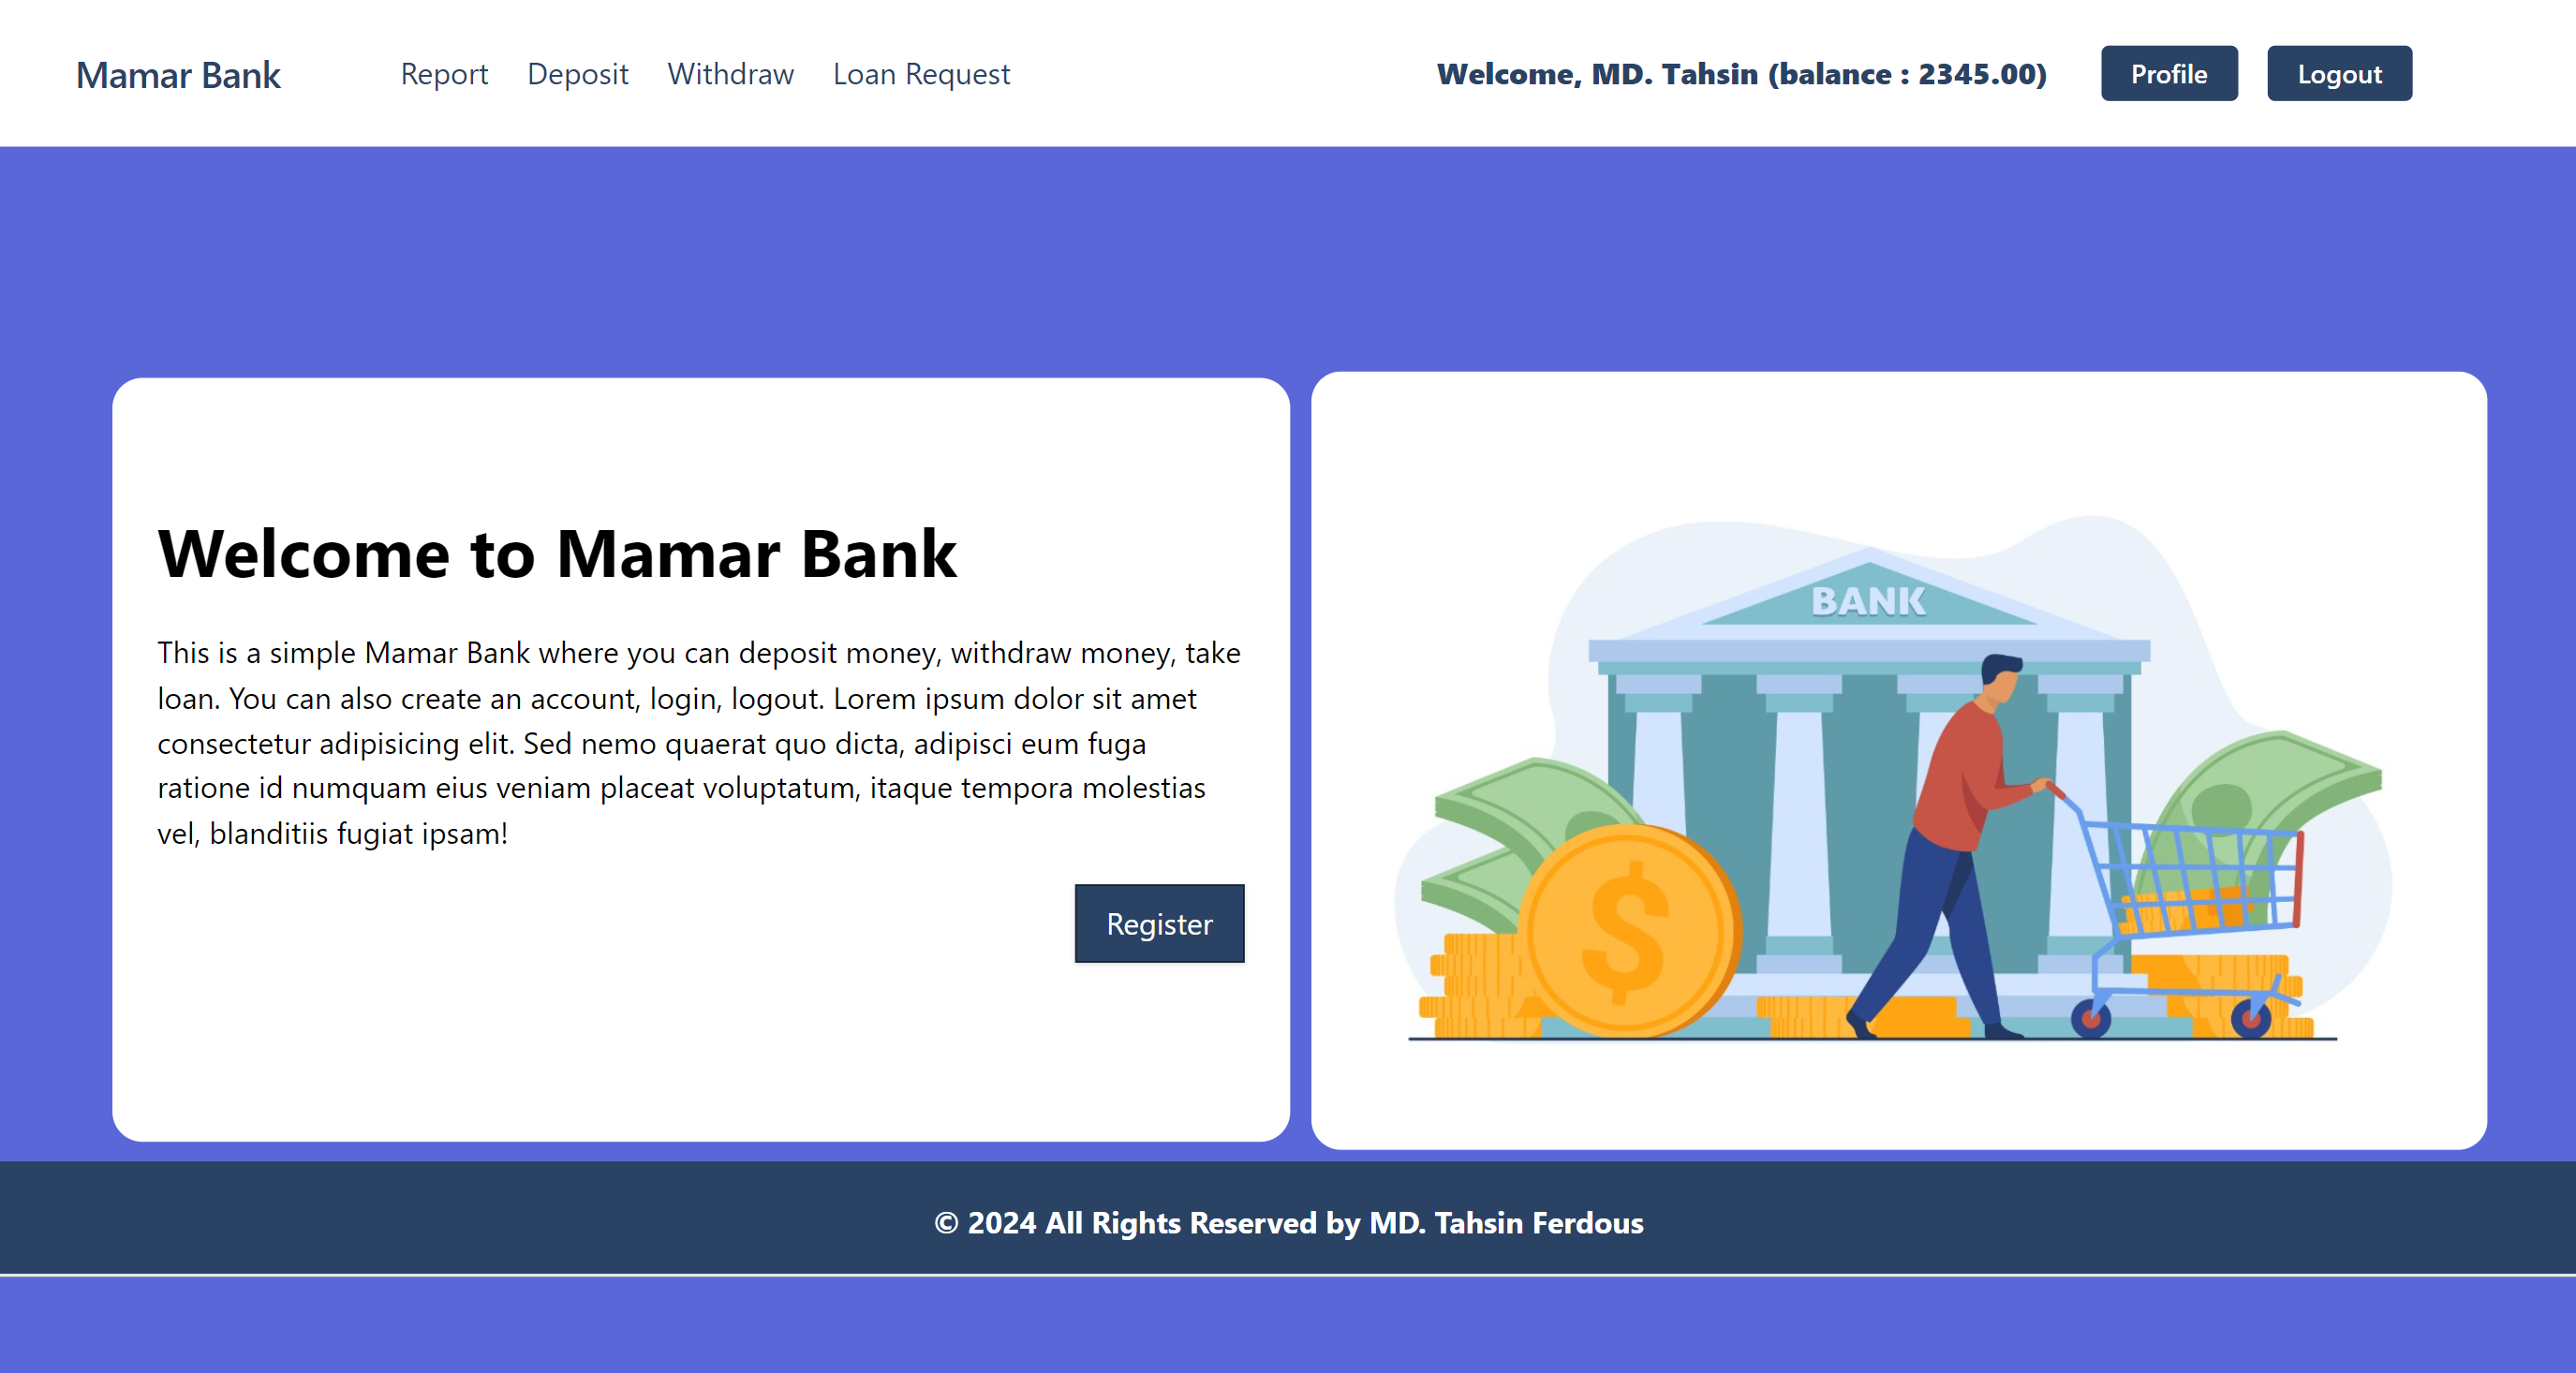 Mamar Bank
Report Deposit Withdraw Loan Request
Welcome, MD. Tahsin (balance : 2345.00)
Profile
Logout
Welcome to Mamar Bank
This is a simple Mamar Bank where you can deposit money, withdraw money, take
loan. You can also create an account, login, logout. Lorem ipsum dolor sit amet
consectetur adipisicing elit. Sed nemo quaerat quo dicta, adipisci eum fuga
ratione id numquam eius veniam placeat voluptatum, itaque tempora molestias
vel, blanditiis fugiat ipsam!
Register
BANK
$
© 2024 All Rights Reserved by MD. Tahsin Ferdous